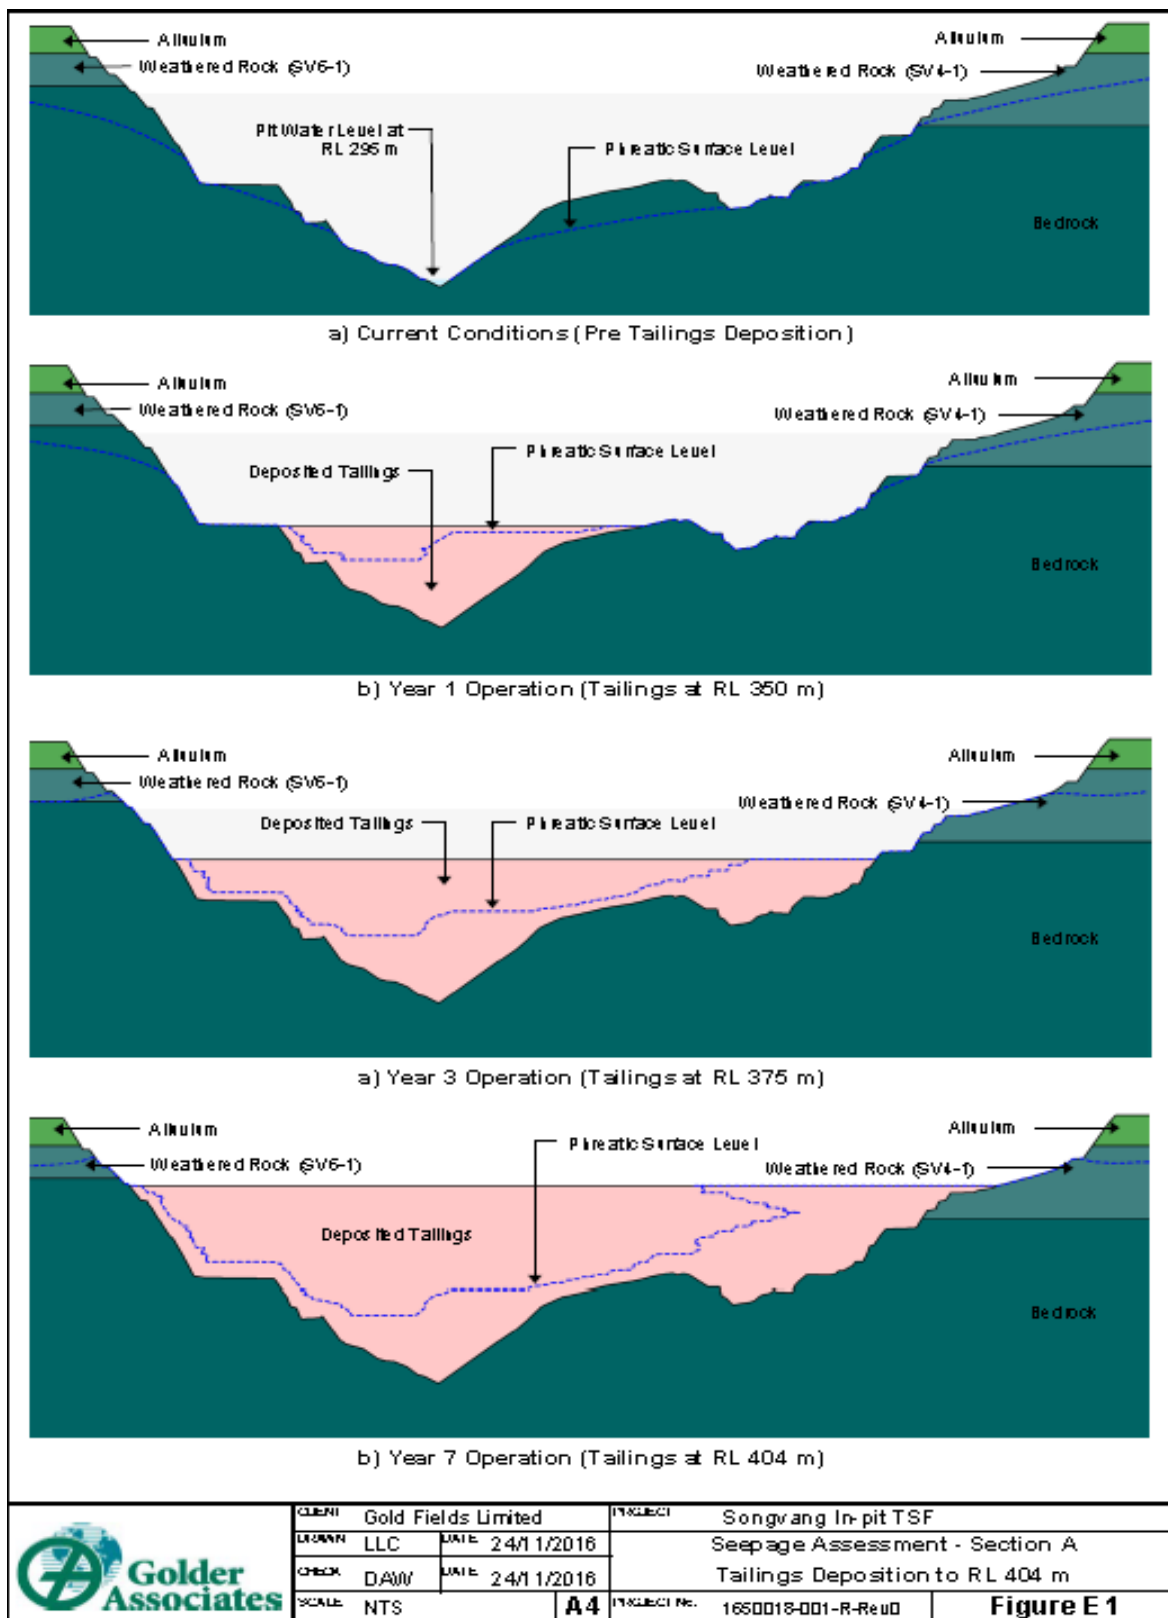 Alluvium
Alluvium
Weathered Rock (SV6-1)
Weathered Rock (SV4-1)
Pit Water Level at
RL 295 m
Phreatic Surface Level
Bedrock
a) Current Conditions (Pre Tailings Deposition)
Alluvium
Alluvium
Weathered Rock (SV6-1)
Weathered Rock (SV4-1)
Phreatic Surface Level
Deposited Tailings
Bedrock
b) Year 1 Operation (Tailings at RL 350 m)
Alluvium
Alluvium
Weathered Rock (SV6-1)
Weathered Rock (SV4-1)
Deposited Tailings
Phreatic Surface Level
Bedrock
a) Year 3 Operation (Tailings at RL 375 m)
Alluvium
Alluvium
Phreatic Surface Level
Weathered Rock (SV6-1)
Weathered Rock (SV4-1)
Deposited Tailings
Bedrock
b) Year 7 Operation (Tailings at RL 404 m)
Golder
Associates
CLIENT Gold Fields Limited
PROJECT Songvang In-pit TSF
DRAWN LLC DATE 24/11/2016
Seepage Assessment - Section A
CHECK DAW DATE 24/11/2016
Tailings Deposition to RL 404 m
SCALE NTS A4
PROJECT No. 1650018-001-R-Rev0 Figure E1